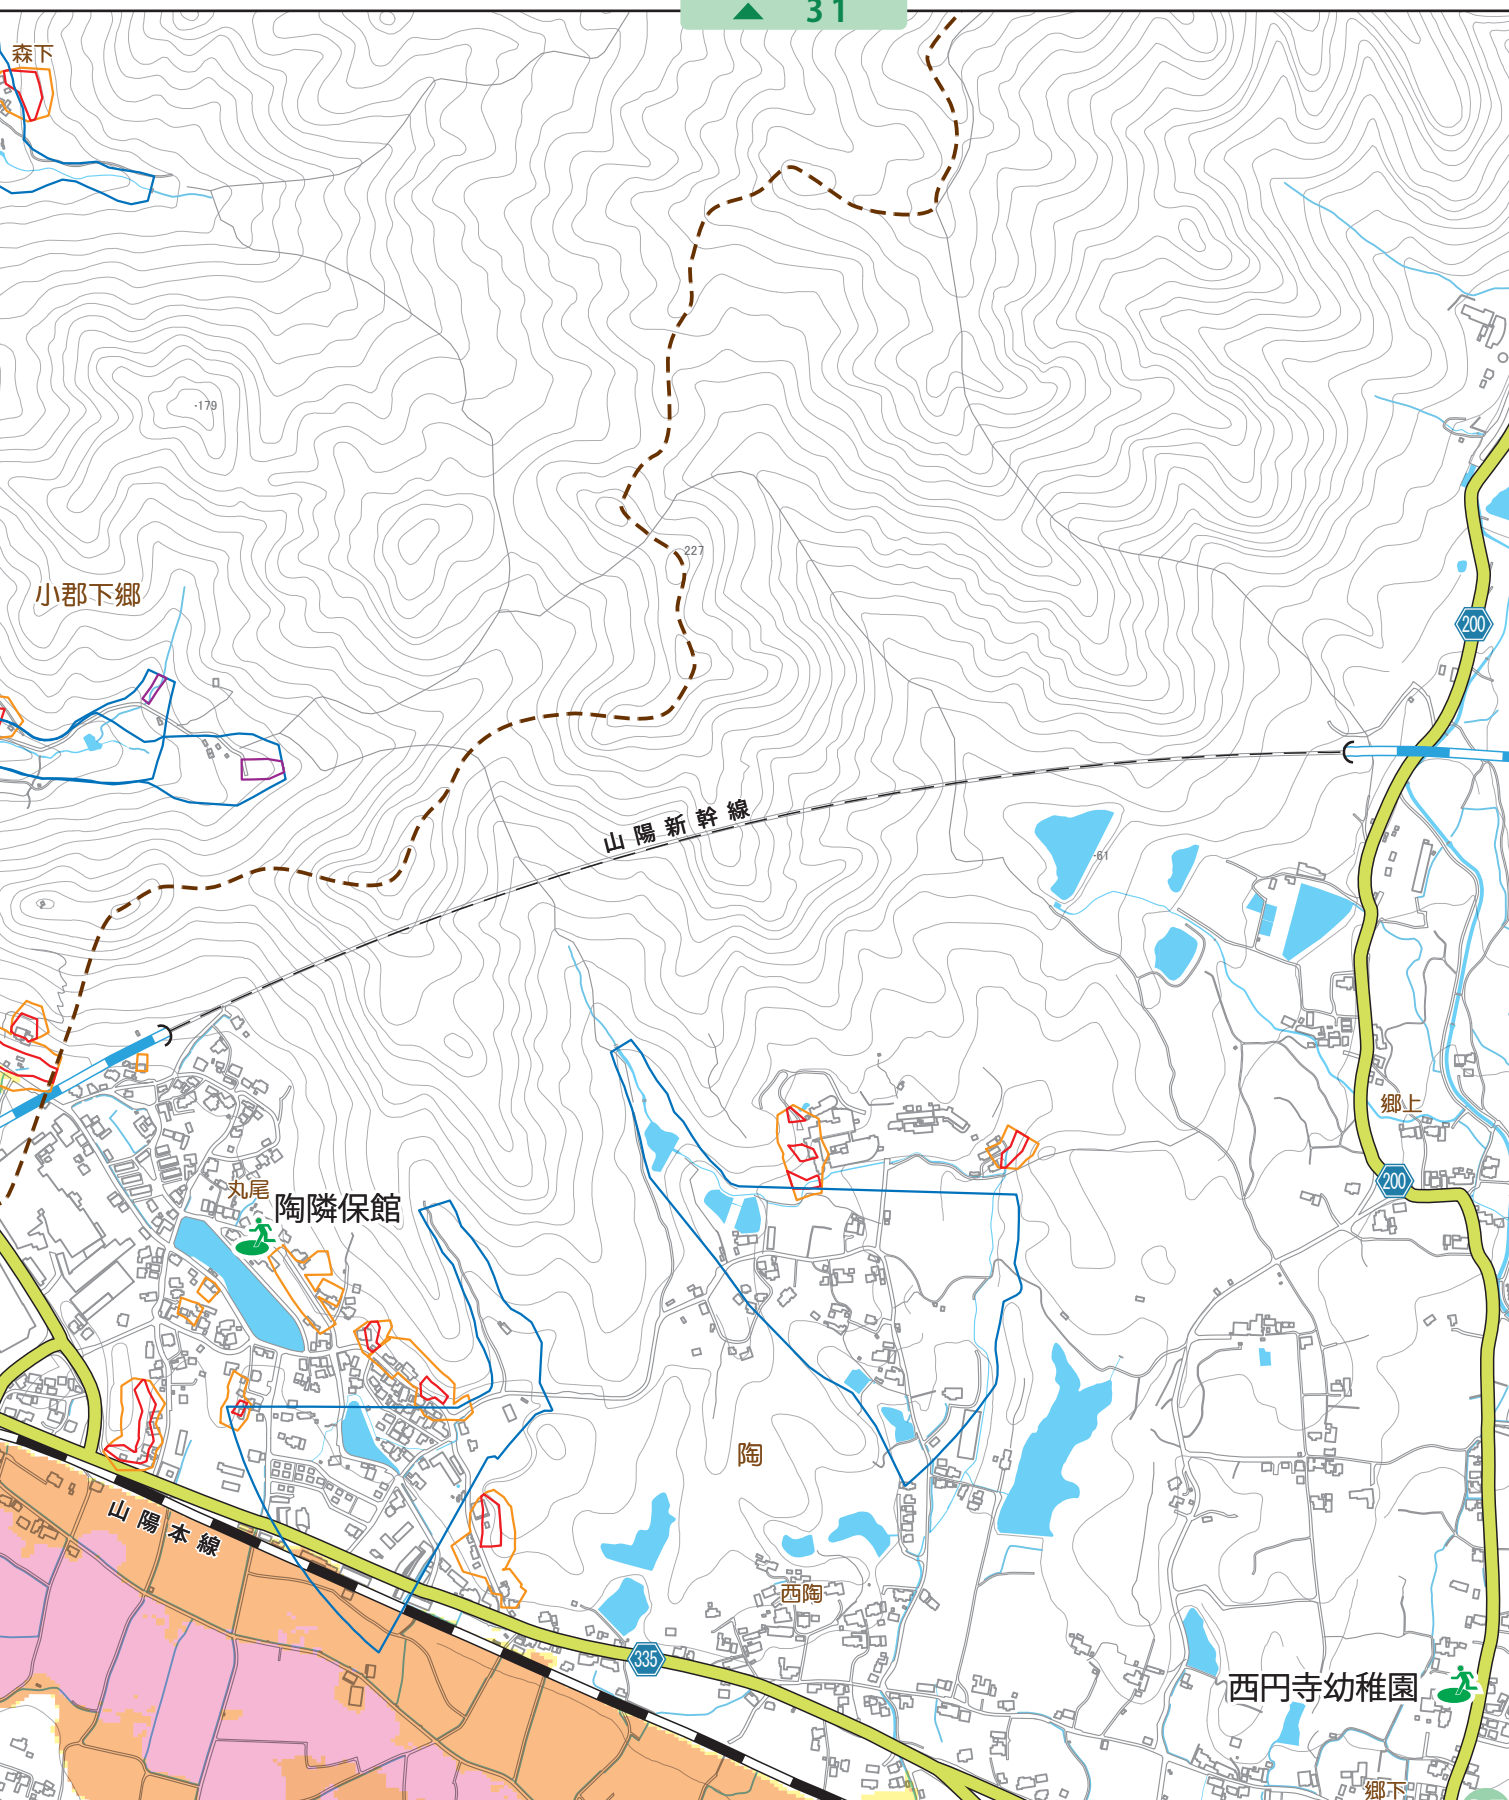 ▲ 31
森下
·179
小郡下郷
227
200
山陽新幹線
·61
郷上
200
丸尾
陶隣保館
陶
山陽本線
西陶
335
西円寺幼稚園
郷下